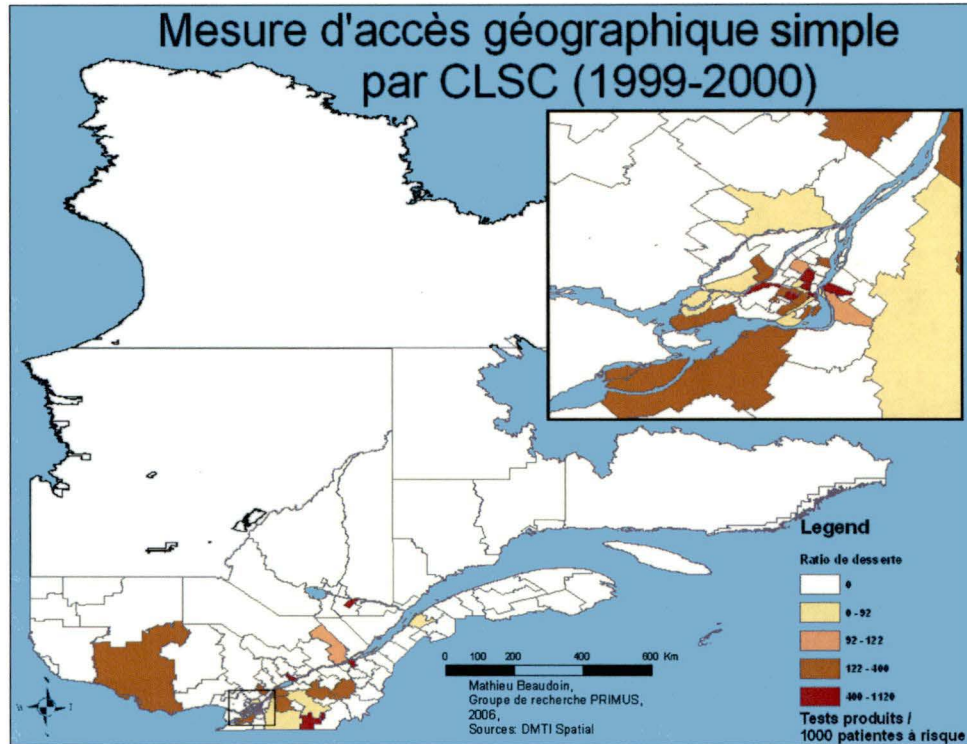 Mesure d'accès géographique simple
par CLSC (1999-2000)
Legend
Ratio de desserte
0
0 - 92
92 - 122
122 - 400
400 - 1120
Tests produits /
1000 patientes à risque
0 100 200 400 600 Km
Mathieu Beaudoin,
Groupe de recherche PRIMUS,
2006,
Sources: DMTI Spatial